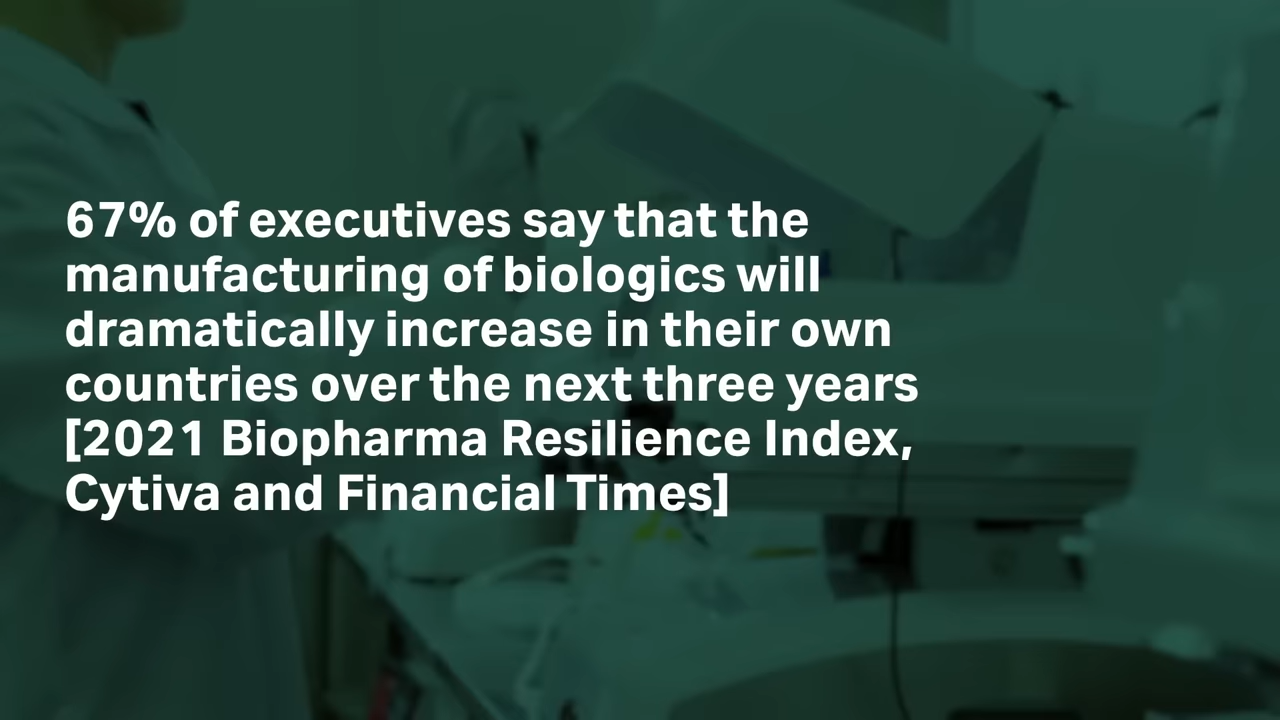 67% of executives say that the
manufacturing of biologics will
dramatically increase in their own
countries over the next three years
[2021 Biopharma Resilience Index,
Cytiva and Financial Times]